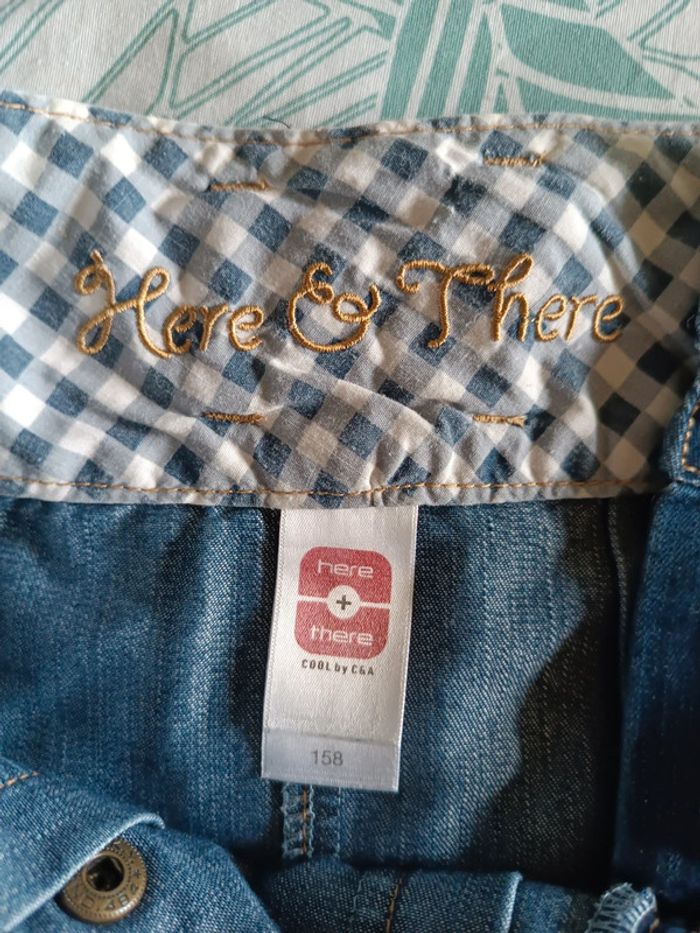 Here & There
here
+
there
COOL by C&A
158